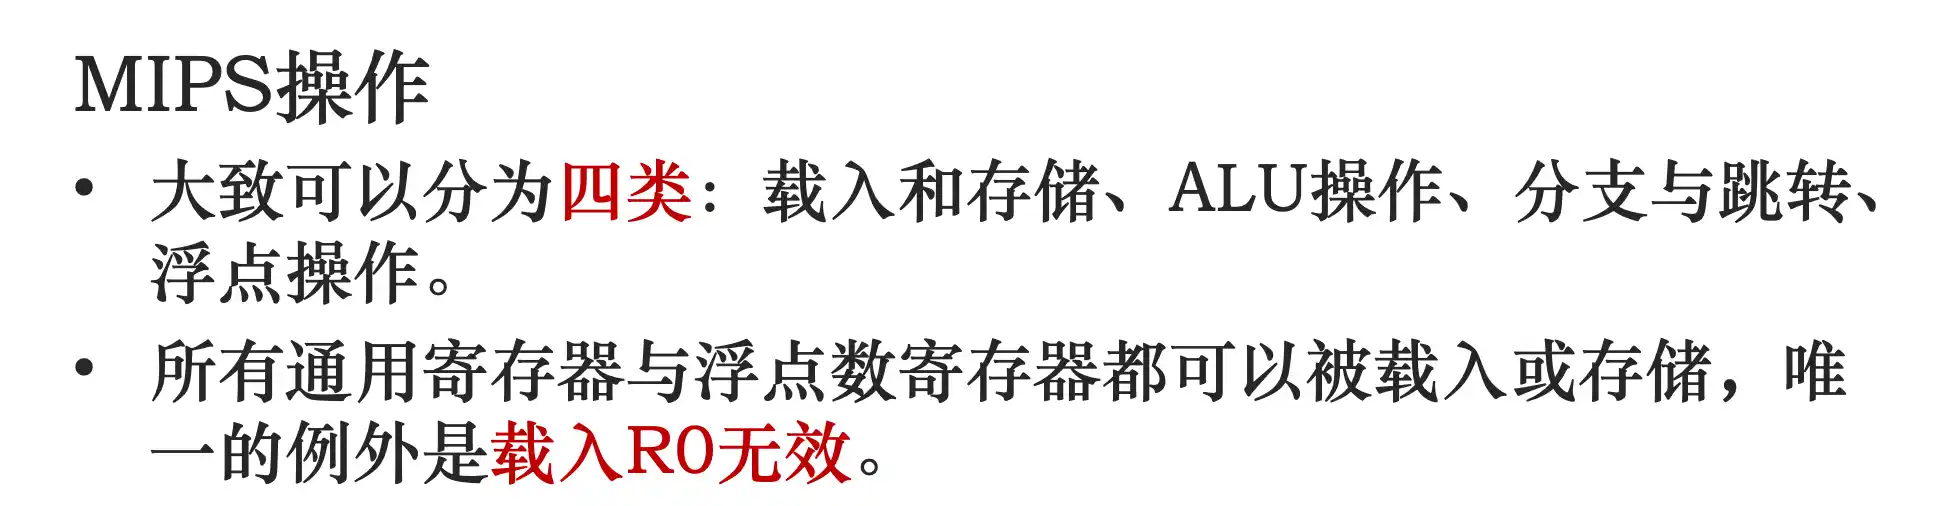 MIPS操作
• 大致可以分为四类：载入和存储、ALU操作、分支与跳转、
浮点操作。
• 所有通用寄存器与浮点数寄存器都可以被载入或存储，唯
一的例外是载入R0无效。